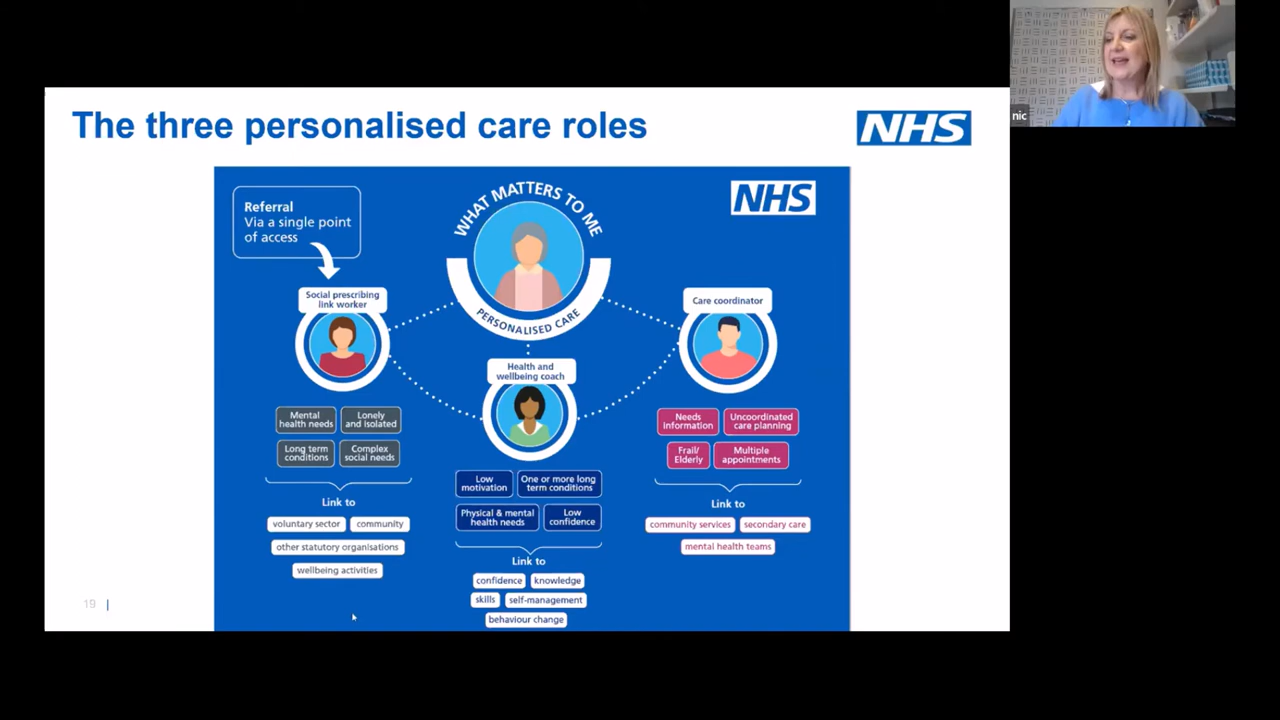 The three personalised care roles
NHS
nic
Referral
Via a single point
of access
WHAT MATTERS TO ME
PERSONALISED CARE
NHS
Social prescribing
link worker
Care coordinator
Health and
wellbeing coach
Mental
health needs
Lonely
and isolated
Long term
conditions
Complex
social needs
Link to
voluntary sector
community
other statutory organisations
wellbeing activities
Low
motivation
One or more long
term conditions
Physical & mental
health needs
Low
confidence
Link to
confidence
knowledge
skills
self-management
behaviour change
Needs
Information
Uncoordinated
care planning
Frail/
Elderly
Multiple
appointments
Link to
community services
secondary care
mental health teams
19